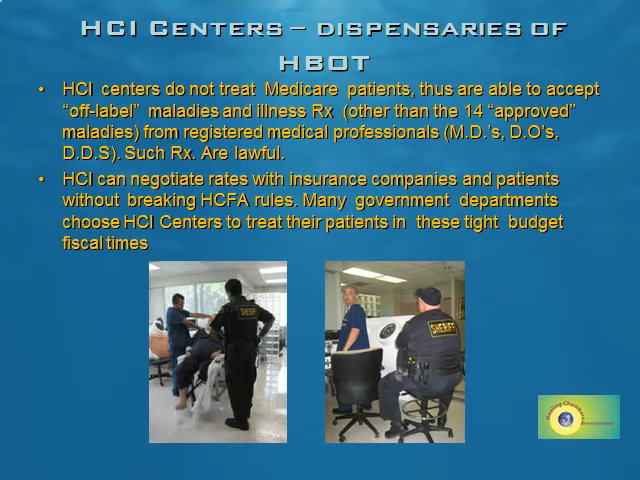 HCI Centers – dispensaries of
HBOT
• HCI centers do not treat Medicare patients, thus are able to accept
“off-label” maladies and illness Rx (other than the 14 “approved”
maladies) from registered medical professionals (M.D.’s, D.O’s,
D.D.S). Such Rx. Are lawful.
• HCI can negotiate rates with insurance companies and patients
without breaking HCFA rules. Many government departments
choose HCI Centers to treat their patients in these tight budget
fiscal times
SHERIFF
SHERIFF
Healing Chambers
International